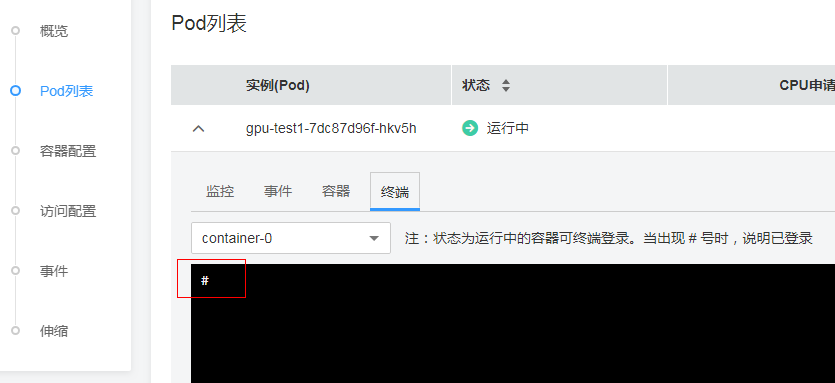 概览
Pod列表
容器配置
访问配置
事件
伸缩
Pod列表
实例(Pod) 状态 CPU申请
gpu-test1-7dc87d96f-hkv5h 运行中
监控 事件 容器 终端
container-0 注：状态为运行中的容器可终端登录。当出现 # 号时，说明已登录
#